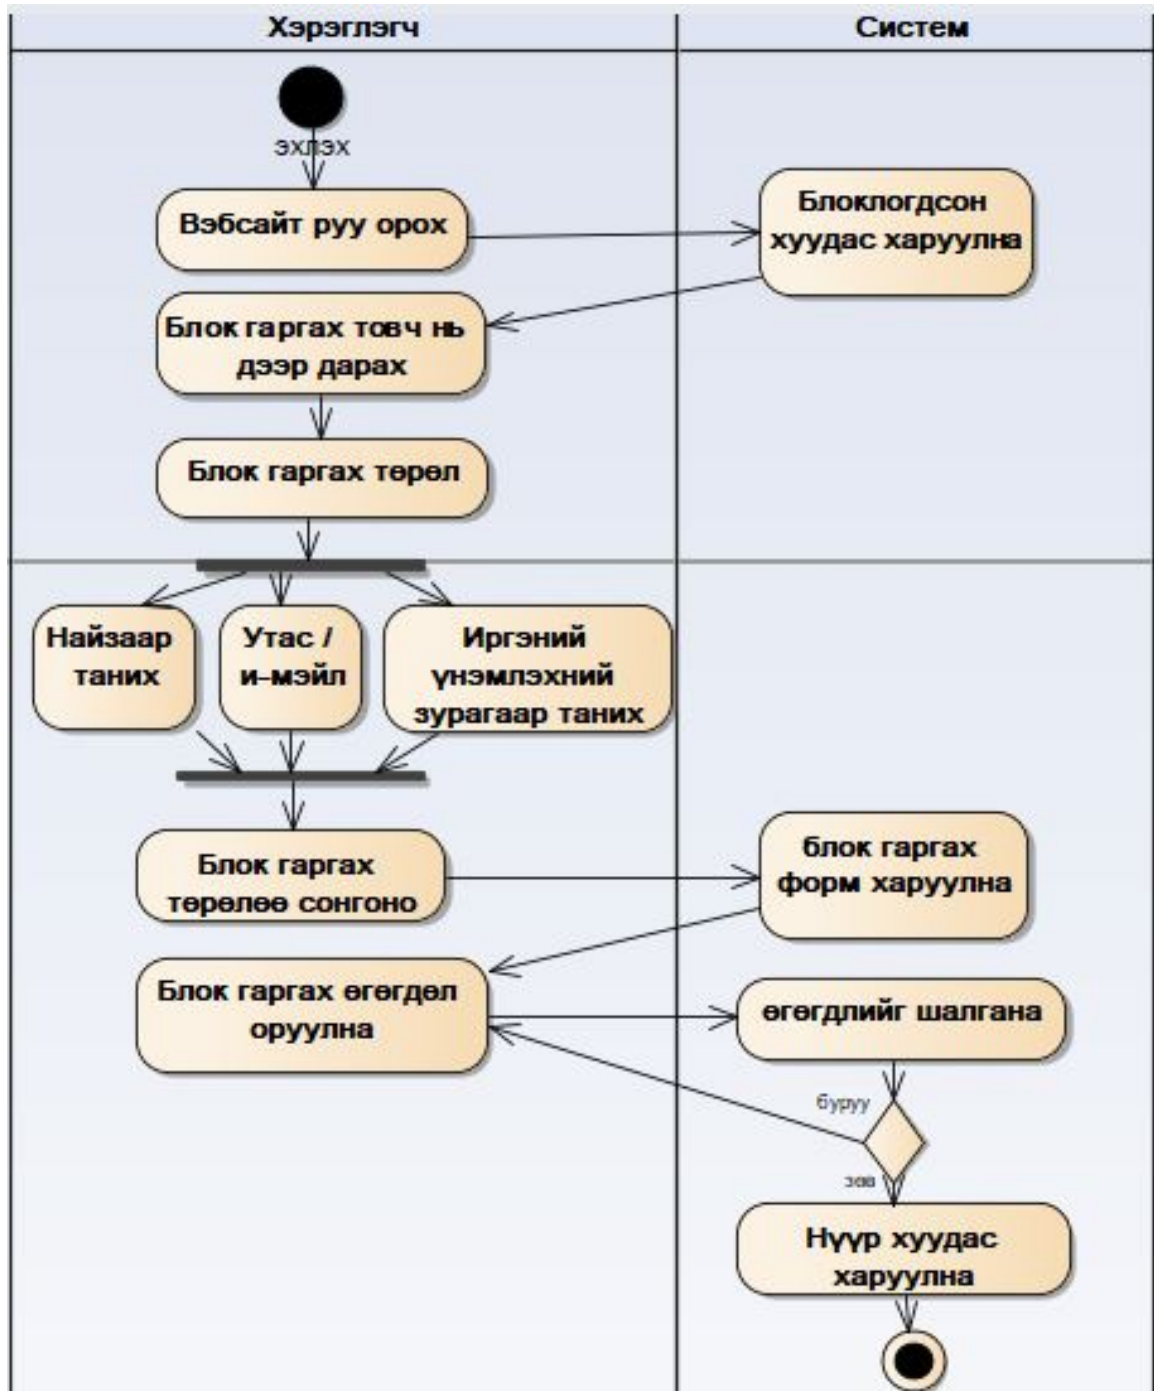 Хэрэглэгч
Систем
эхлэх
Вэбсайт руу орох
Блоклогдсон
хуудас харуулна
Блок гаргах товч нь
дээр дарах
Блок гаргах төрөл
Найзаар
таних
Утас /
и-мэйл
Иргэний
үнэмлэхний
зурагаар таних
Блок гаргах
төрөлөө сонгоно
блок гаргах
форм харуулна
Блок гаргах өгөгдөл
оруулна
өгөгдлийг шалгана
буруу
зөв
Нүүр хуудас
харуулна